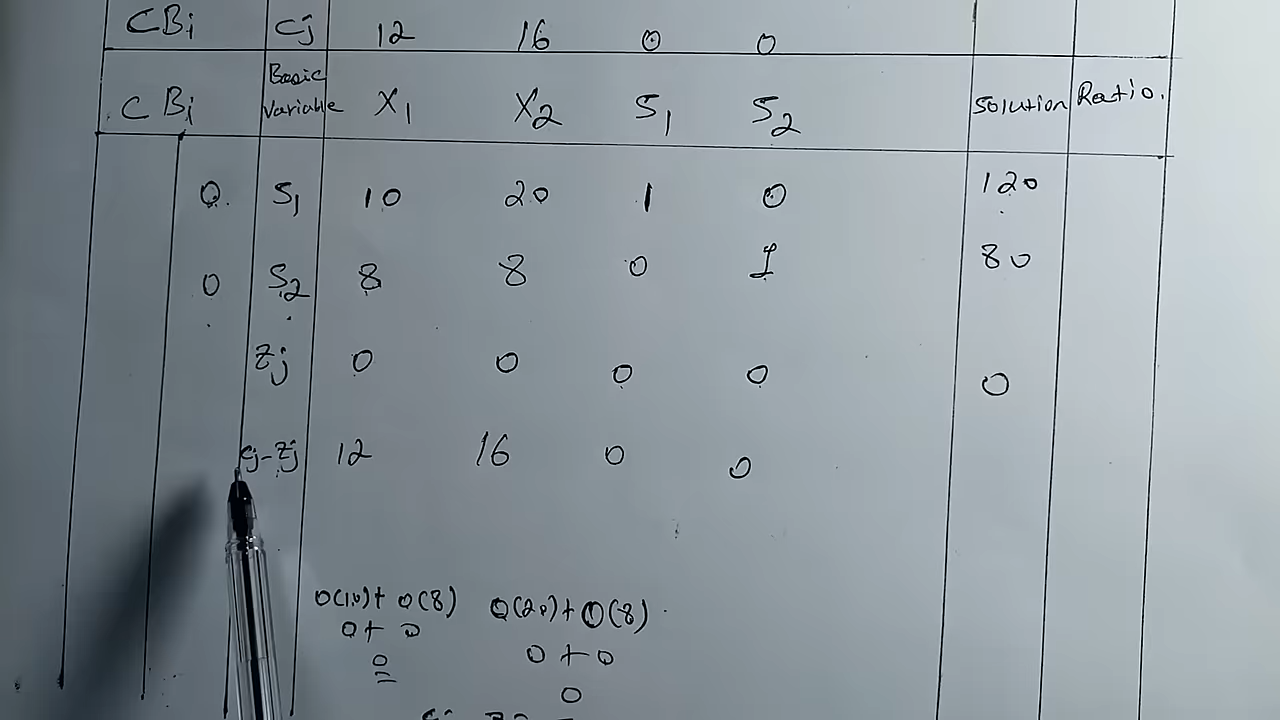 CBi Cj 12 16 0 0
CBi Basic Variable X1 X2 S1 S2 Solution Ratio.
0. S1 10 20 1 0 120
0 S2 8 8 0 1 80
Zj 0 0 0 0 0
Cj-Zj 12 16 0 0
0(10)+ 0(8) 0(20)+0(8)
0+ 0 0+0
0 0